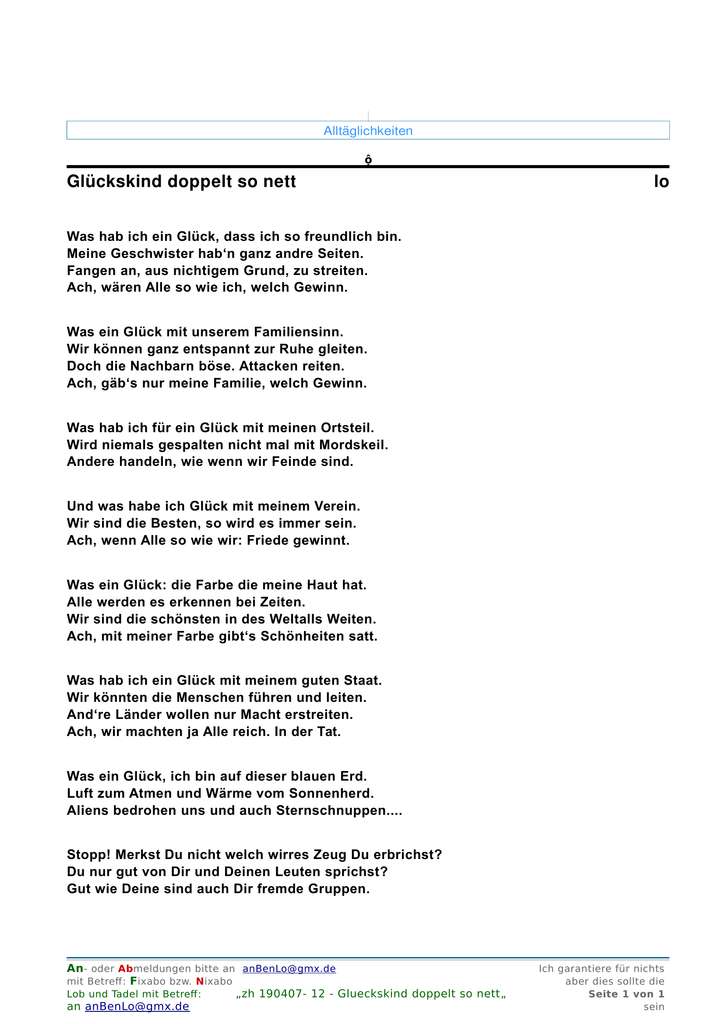 Alltäglichkeiten
ộ
Glückskind doppelt so nett lo
Was hab ich ein Glück, dass ich so freundlich bin.
Meine Geschwister hab‘n ganz andre Seiten.
Fangen an, aus nichtigem Grund, zu streiten.
Ach, wären Alle so wie ich, welch Gewinn.
Was ein Glück mit unserem Familiensinn.
Wir können ganz entspannt zur Ruhe gleiten.
Doch die Nachbarn böse. Attacken reiten.
Ach, gäb‘s nur meine Familie, welch Gewinn.
Was hab ich für ein Glück mit meinen Ortsteil.
Wird niemals gespalten nicht mal mit Mordskeil.
Andere handeln, wie wenn wir Feinde sind.
Und was habe ich Glück mit meinem Verein.
Wir sind die Besten, so wird es immer sein.
Ach, wenn Alle so wie wir: Friede gewinnt.
Was ein Glück: die Farbe die meine Haut hat.
Alle werden es erkennen bei Zeiten.
Wir sind die schönsten in des Weltalls Weiten.
Ach, mit meiner Farbe gibt‘s Schönheiten satt.
Was hab ich ein Glück mit meinem guten Staat.
Wir könnten die Menschen führen und leiten.
And‘re Länder wollen nur Macht erstreiten.
Ach, wir machten ja Alle reich. In der Tat.
Was ein Glück, ich bin auf dieser blauen Erd.
Luft zum Atmen und Wärme vom Sonnenherd.
Aliens bedrohen uns und auch Sternschnuppen....
Stopp! Merkst Du nicht welch wirres Zeug Du erbrichst?
Du nur gut von Dir und Deinen Leuten sprichst?
Gut wie Deine sind auch Dir fremde Gruppen.
An- oder Abmeldungen bitte an anBenLo@gmx.de
mit Betreff: Fixabo bzw. Nixabo
Lob und Tadel mit Betreff: „zh 190407- 12 - Glueckskind doppelt so nett„
an anBenLo@gmx.de
Ich garantiere für nichts
aber dies sollte die
Seite 1 von 1
sein